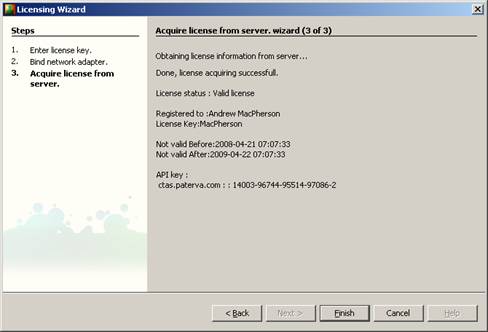 Licensing Wizard
Steps
1. Enter license key.
2. Bind network adapter.
3. Acquire license from
server.
Acquire license from server. wizard (3 of 3)
Obtaining license information from server...
Done, license acquiring successfull.
License status : Valid license
Registered to :Andrew MacPherson
License Key:MacPherson
Not valid Before:2008-04-21 07:07:33
Not valid After:2009-04-22 07:07:33
API key :
ctas.paterva.com : : 14003-96744-95514-97086-2
< Back
Next >
Finish
Cancel
Help